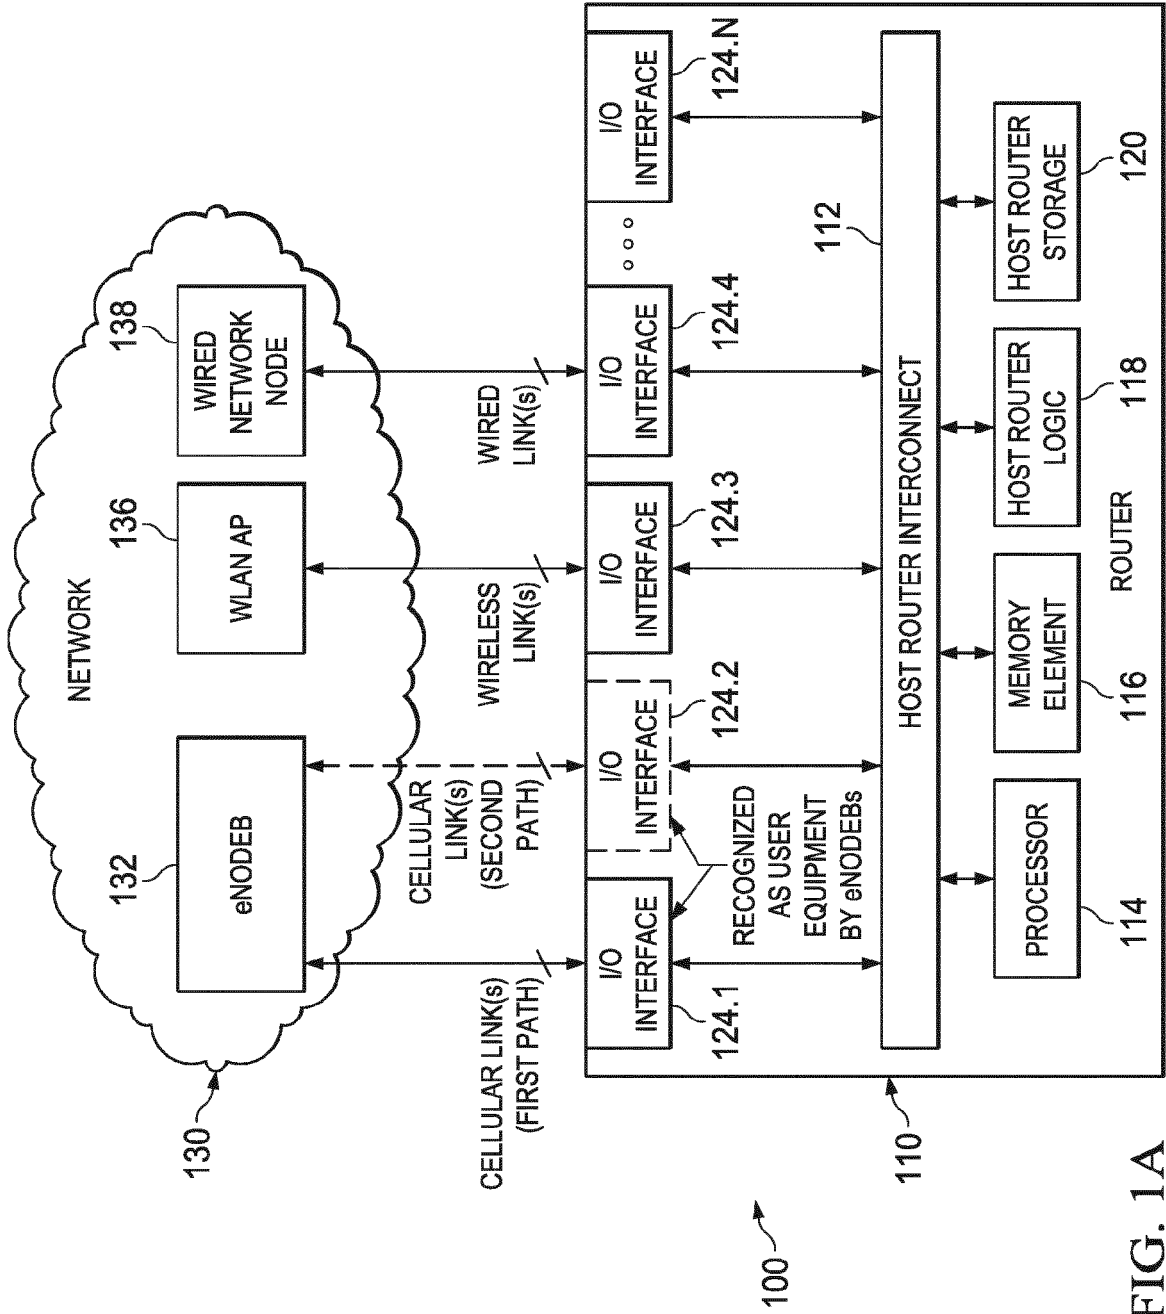 NETWORK
130
132
eNODEB
136
WLAN AP
138
WIRED
NETWORK
NODE
CELLULAR LINK(s)
(FIRST PATH)
CELLULAR
LINK(s)
(SECOND
PATH)
WIRELESS
LINK(s)
WIRED
LINK(s)
I/O
INTERFACE
124.1
I/O
INTERFACE
124.2
I/O
INTERFACE
124.3
I/O
INTERFACE
124.4
I/O
INTERFACE
124.N
RECOGNIZED
AS USER
EQUIPMENT
BY eNODEBs
112
HOST ROUTER INTERCONNECT
110
PROCESSOR
114
MEMORY
ELEMENT
116
HOST ROUTER
LOGIC
118
HOST ROUTER
STORAGE
120
ROUTER
100
FIG. 1A